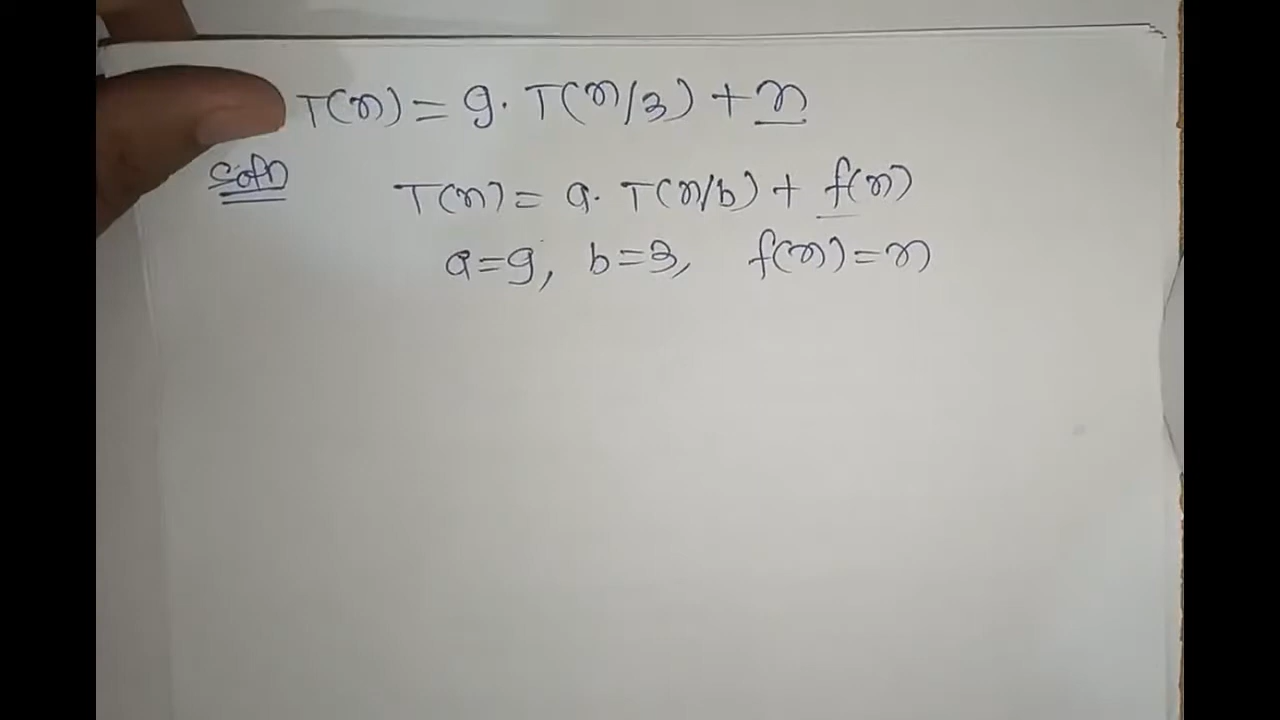 T(n) = 9. T(n/3) + n
Soln
T(n) = a. T(n/b) + f(n)
a=9, b=3, f(n)=n